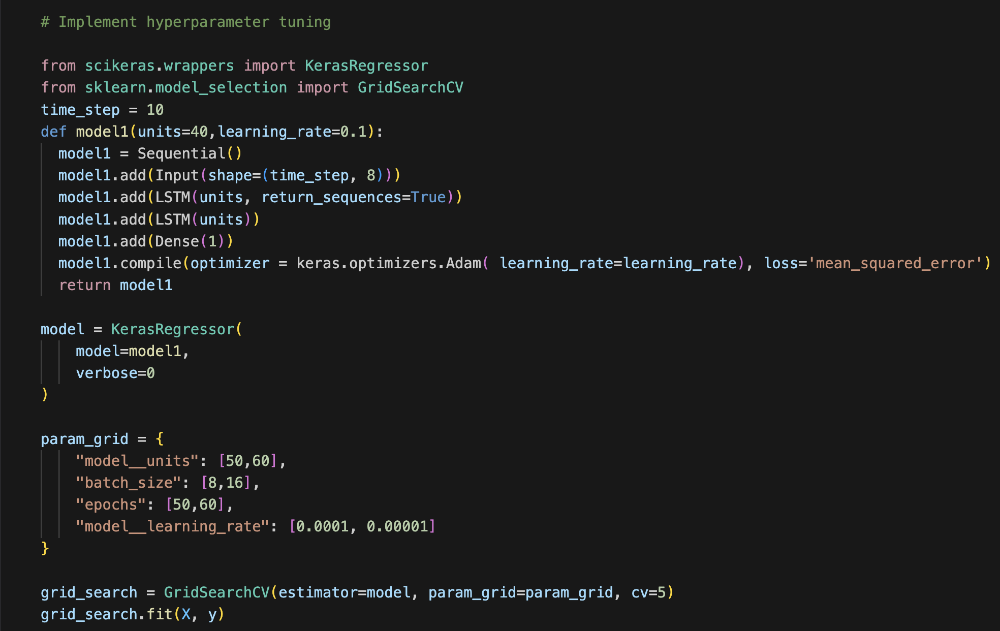 # Implement hyperparameter tuning
from scikeras.wrappers import KerasRegressor
from sklearn.model_selection import GridSearchCV
time_step = 10
def model1(units=40,learning_rate=0.1):
model1 = Sequential()
model1.add(Input(shape=(time_step, 8)))
model1.add(LSTM(units, return_sequences=True))
model1.add(LSTM(units))
model1.add(Dense(1))
model1.compile(optimizer = keras.optimizers.Adam( learning_rate=learning_rate), loss='mean_squared_error')
return model1
model = KerasRegressor(
model=model1,
verbose=0
)
param_grid = {
"model__units": [50,60],
"batch_size": [8,16],
"epochs": [50,60],
"model__learning_rate": [0.0001, 0.00001]
}
grid_search = GridSearchCV(estimator=model, param_grid=param_grid, cv=5)
grid_search.fit(X, y)